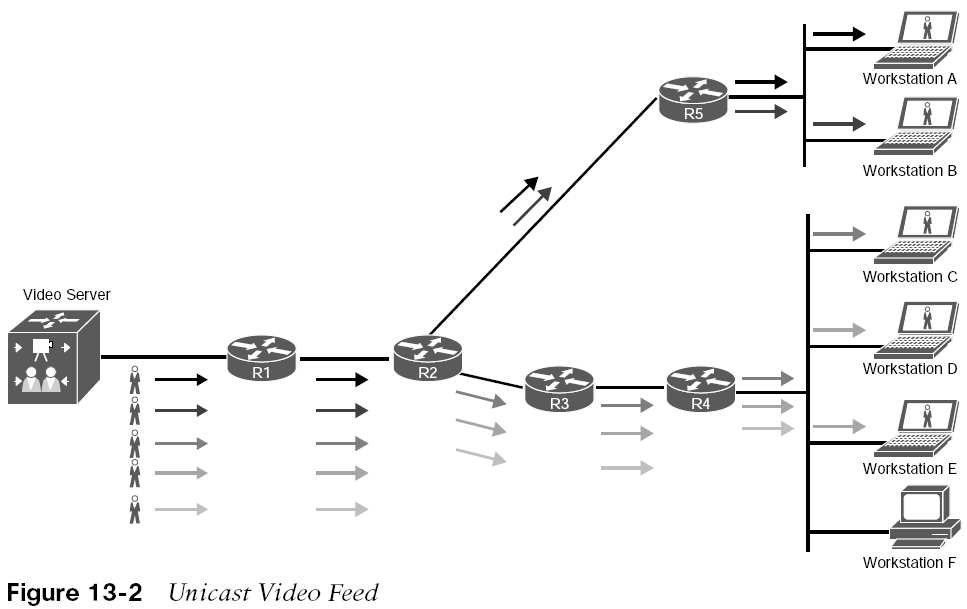 Workstation A
R5
Workstation B
Workstation C
Video Server
R1
R2
Workstation D
R3
R4
Workstation E
Workstation F
Figure 13-2 Unicast Video Feed